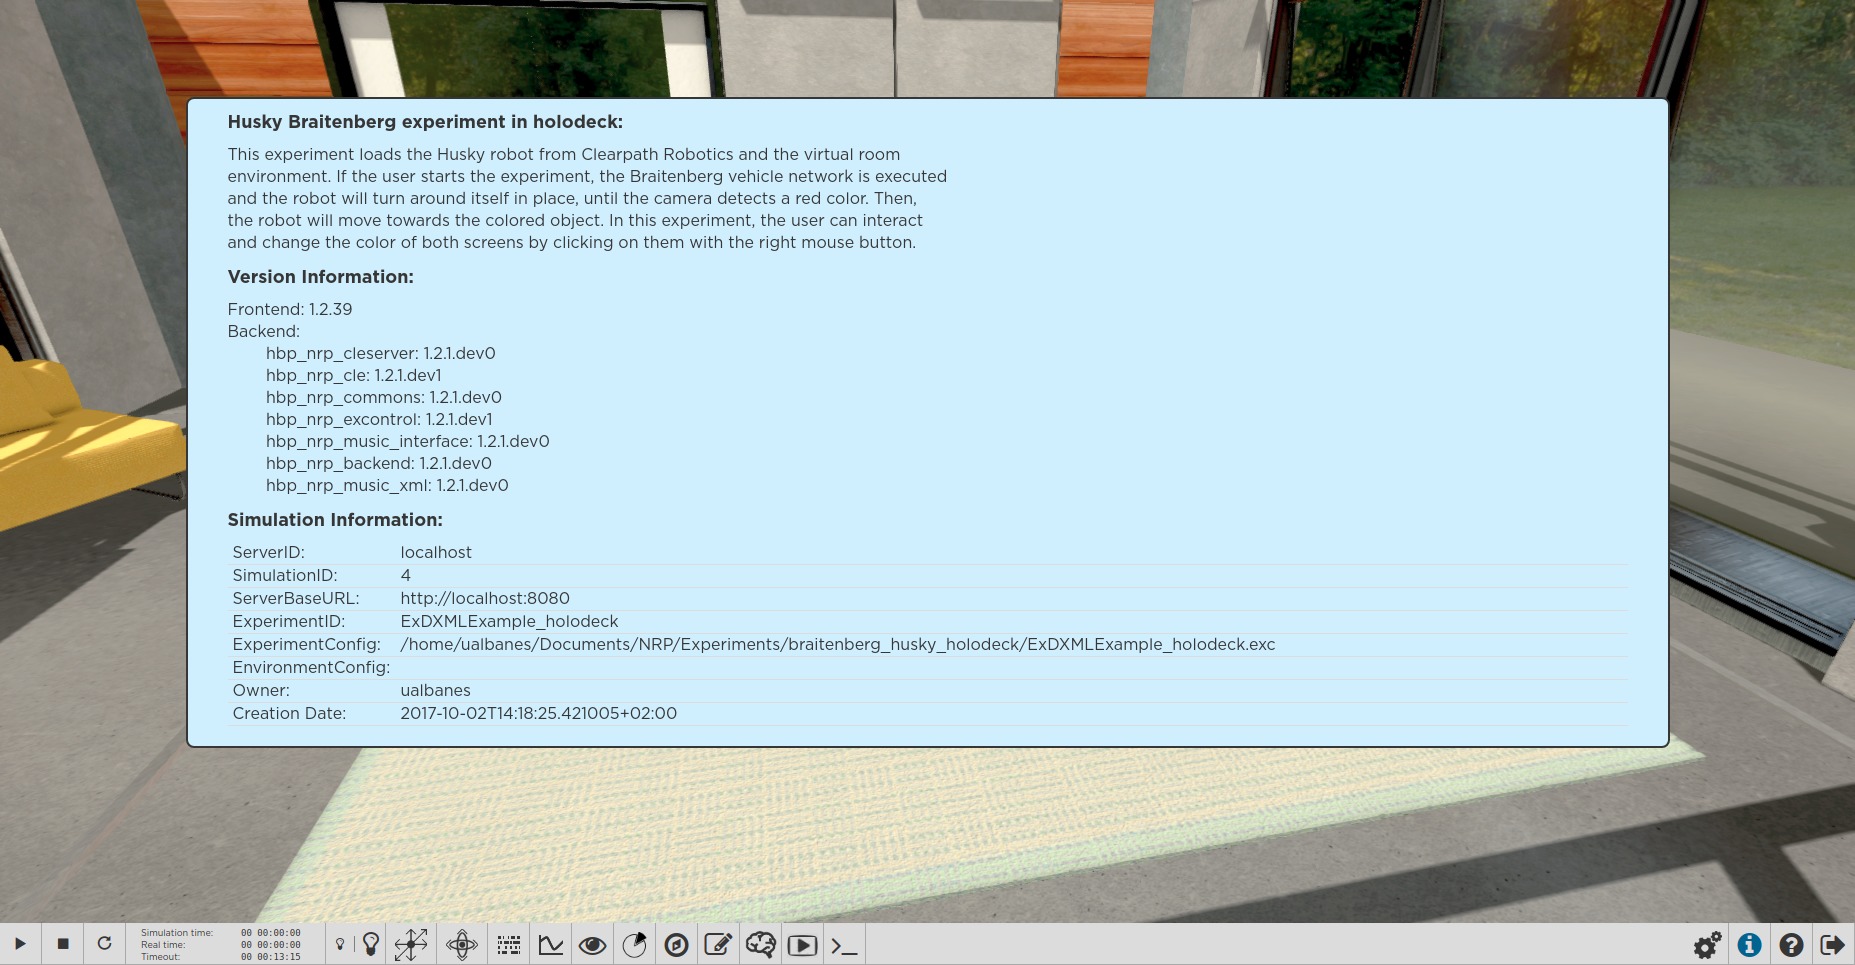 Husky Braitenberg experiment in holodeck:
This experiment loads the Husky robot from Clearpath Robotics and the virtual room
environment. If the user starts the experiment, the Braitenberg vehicle network is executed
and the robot will turn around itself in place, until the camera detects a red color. Then,
the robot will move towards the colored object. In this experiment, the user can interact
and change the color of both screens by clicking on them with the right mouse button.
Version Information:
Frontend: 1.2.39
Backend:
hbp_nrp_cleserver: 1.2.1.dev0
hbp_nrp_cle: 1.2.1.dev1
hbp_nrp_commons: 1.2.1.dev0
hbp_nrp_excontrol: 1.2.1.dev1
hbp_nrp_music_interface: 1.2.1.dev0
hbp_nrp_backend: 1.2.1.dev0
hbp_nrp_music_xml: 1.2.1.dev0
Simulation Information:
ServerID: localhost
SimulationID: 4
ServerBaseURL: http://localhost:8080
ExperimentID: ExDXMLExample_holodeck
ExperimentConfig: /home/ualbanes/Documents/NRP/Experiments/braitenberg_husky_holodeck/ExDXMLExample_holodeck.exc
EnvironmentConfig:
Owner: ualbanes
Creation Date: 2017-10-02T14:18:25.421005+02:00
Simulation time: 00 00:00:00
Real time: 00 00:00:00
Timeout: 00 00:13:15